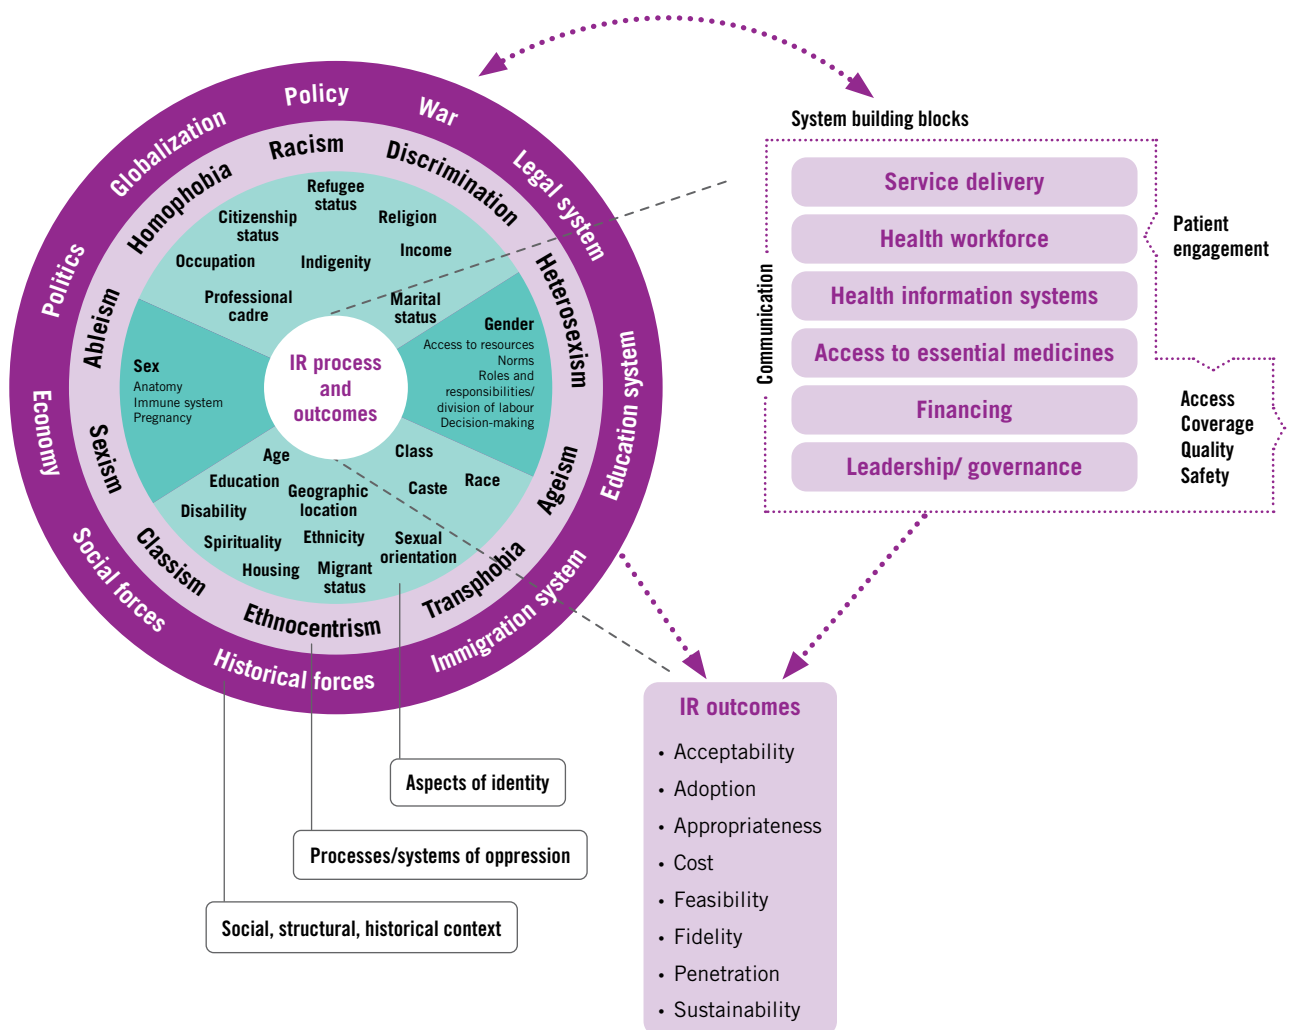 Policy
War
Legal system
Education system
Immigration system
Historical forces
Social forces
Economy
Politics
Globalization
Racism
Discrimination
Heterosexism
Ageism
Transphobia
Ethnocentrism
Classism
Sexism
Ableism
Homophobia
Refugee
status
Citizenship
status
Religion
Occupation
Indigenity
Income
Professional
cadre
Marital
status
Sex
Anatomy
Immune system
Pregnancy
IR process
and
outcomes
Gender
Access to resources
Norms
Roles and
responsibilities/
division of labour
Decision-making
Age
Class
Education
Geographic
location
Caste
Race
Disability
Spirituality
Ethnicity
Sexual
orientation
Housing
Migrant
status
Aspects of identity
Processes/systems of oppression
Social, structural, historical context
System building blocks
Communication
Service delivery
Health workforce
Health information systems
Access to essential medicines
Financing
Leadership/ governance
Patient
engagement
Access
Coverage
Quality
Safety
IR outcomes
• Acceptability
• Adoption
• Appropriateness
• Cost
• Feasibility
• Fidelity
• Penetration
• Sustainability